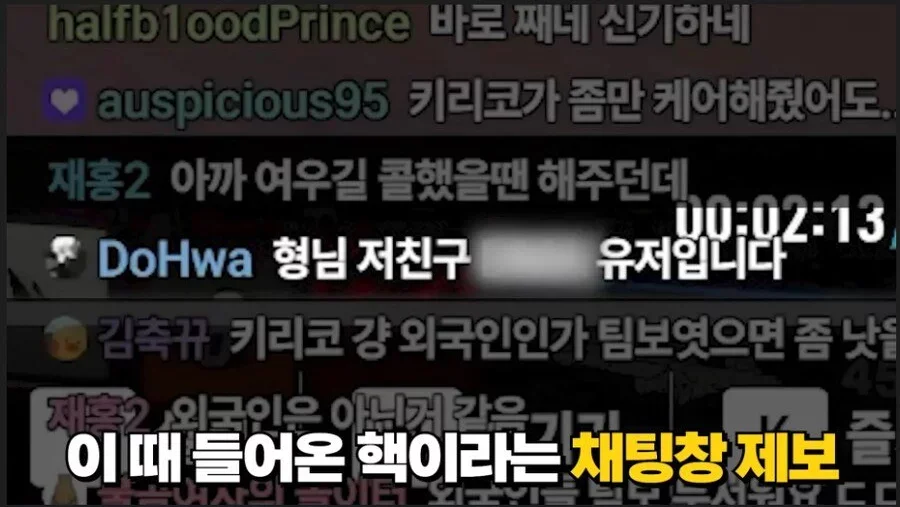 halfb1oodPrince 바로 째네 신기하네
auspicious95 키리코가 좀만 케어해줬어도..
재홍2 아까 여우길 콜했을땐 해주던데
00:02:13
DoHwa 형님 저친구 유저입니다
김축뀨 키리코 걍 외국인인가 팀보엿으면 좀 낫을
재홍2 외국인은 아닌거 같음
이 때 들어온 핵이라는 채팅창 제보